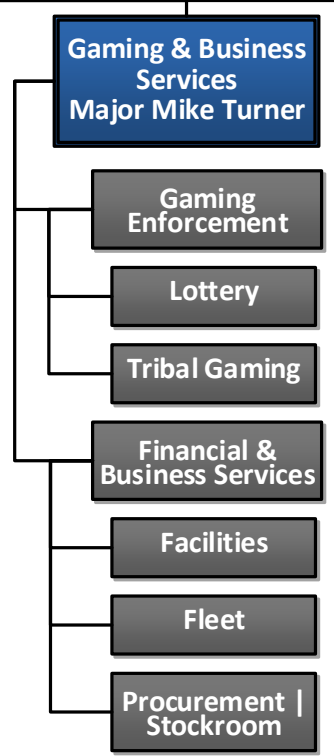 Gaming & Business
Services
Major Mike Turner
Gaming
Enforcement
Lottery
Tribal Gaming
Financial &
Business Services
Facilities
Fleet
Procurement |
Stockroom